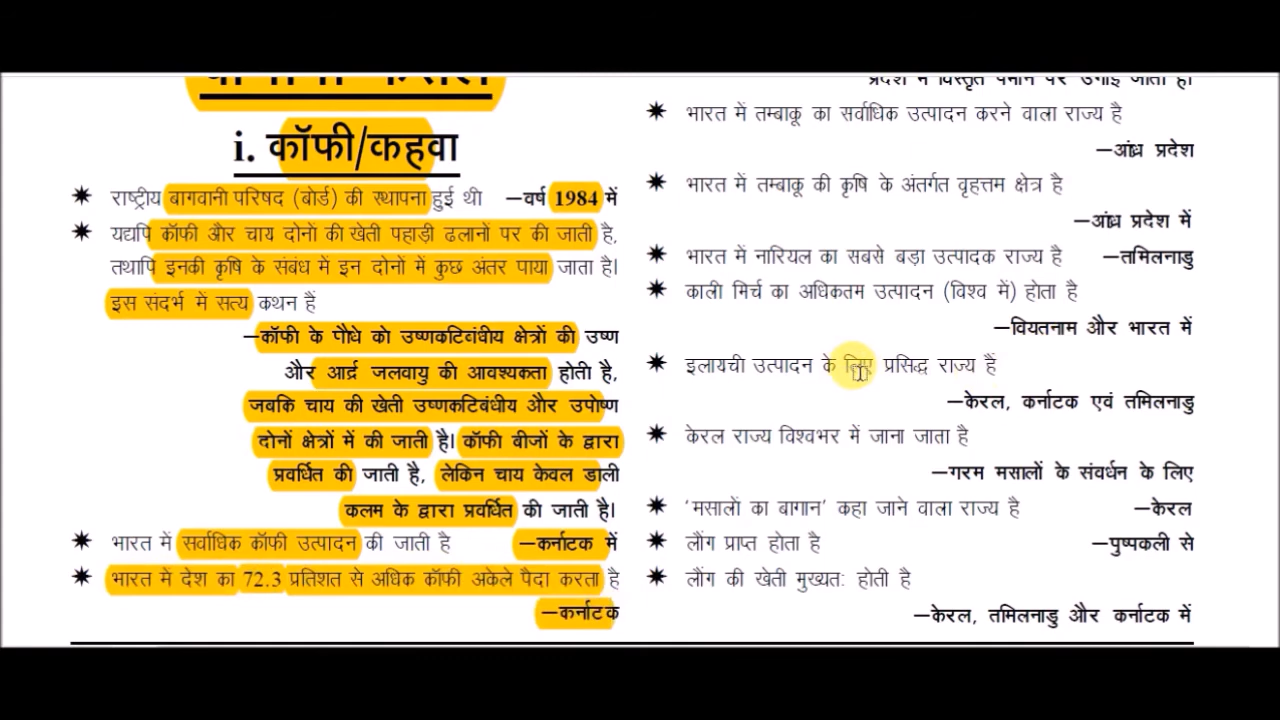 i. कॉफी/कहवा
✷ राष्ट्रीय बागवानी परिषद (बोर्ड) की स्थापना हुई थी –वर्ष 1984 में
✷ यद्यपि कॉफी और चाय दोनों की खेती पहाड़ी ढलानों पर की जाती है,
तथापि इनकी कृषि के संबंध में इन दोनों में कुछ अंतर पाया जाता है।
इस संदर्भ में सत्य कथन हैं
–कॉफी के पौधे को उष्णकटिबंधीय क्षेत्रों की उष्ण
और आर्द्र जलवायु की आवश्यकता होती है,
जबकि चाय की खेती उष्णकटिबंधीय और उपोष्ण
दोनों क्षेत्रों में की जाती है। कॉफी बीजों के द्वारा
प्रवर्धित की जाती है, लेकिन चाय केवल डाली
कलम के द्वारा प्रवर्धित की जाती है।
✷ भारत में सर्वाधिक कॉफी उत्पादन की जाती है –कर्नाटक में
✷ भारत में देश का 72.3 प्रतिशत से अधिक कॉफी अकेले पैदा करता है
–कर्नाटक
प्रदेश में विस्तृत पैमाने पर उगाई जाती है।
✷ भारत में तम्बाकू का सर्वाधिक उत्पादन करने वाला राज्य है
–आंध्र प्रदेश
✷ भारत में तम्बाकू की कृषि के अंतर्गत वृहत्तम क्षेत्र है
–आंध्र प्रदेश में
✷ भारत में नारियल का सबसे बड़ा उत्पादक राज्य है –तमिलनाडु
✷ काली मिर्च का अधिकतम उत्पादन (विश्व में) होता है
–वियतनाम और भारत में
✷ इलायची उत्पादन के लिए प्रसिद्ध राज्य हैं
–केरल, कर्नाटक एवं तमिलनाडु
✷ केरल राज्य विश्वभर में जाना जाता है
–गरम मसालों के संवर्धन के लिए
✷ 'मसालों का बागान' कहा जाने वाला राज्य है –केरल
✷ लौंग प्राप्त होता है –पुष्पकली से
✷ लौंग की खेती मुख्यतः होती है
–केरल, तमिलनाडु और कर्नाटक में